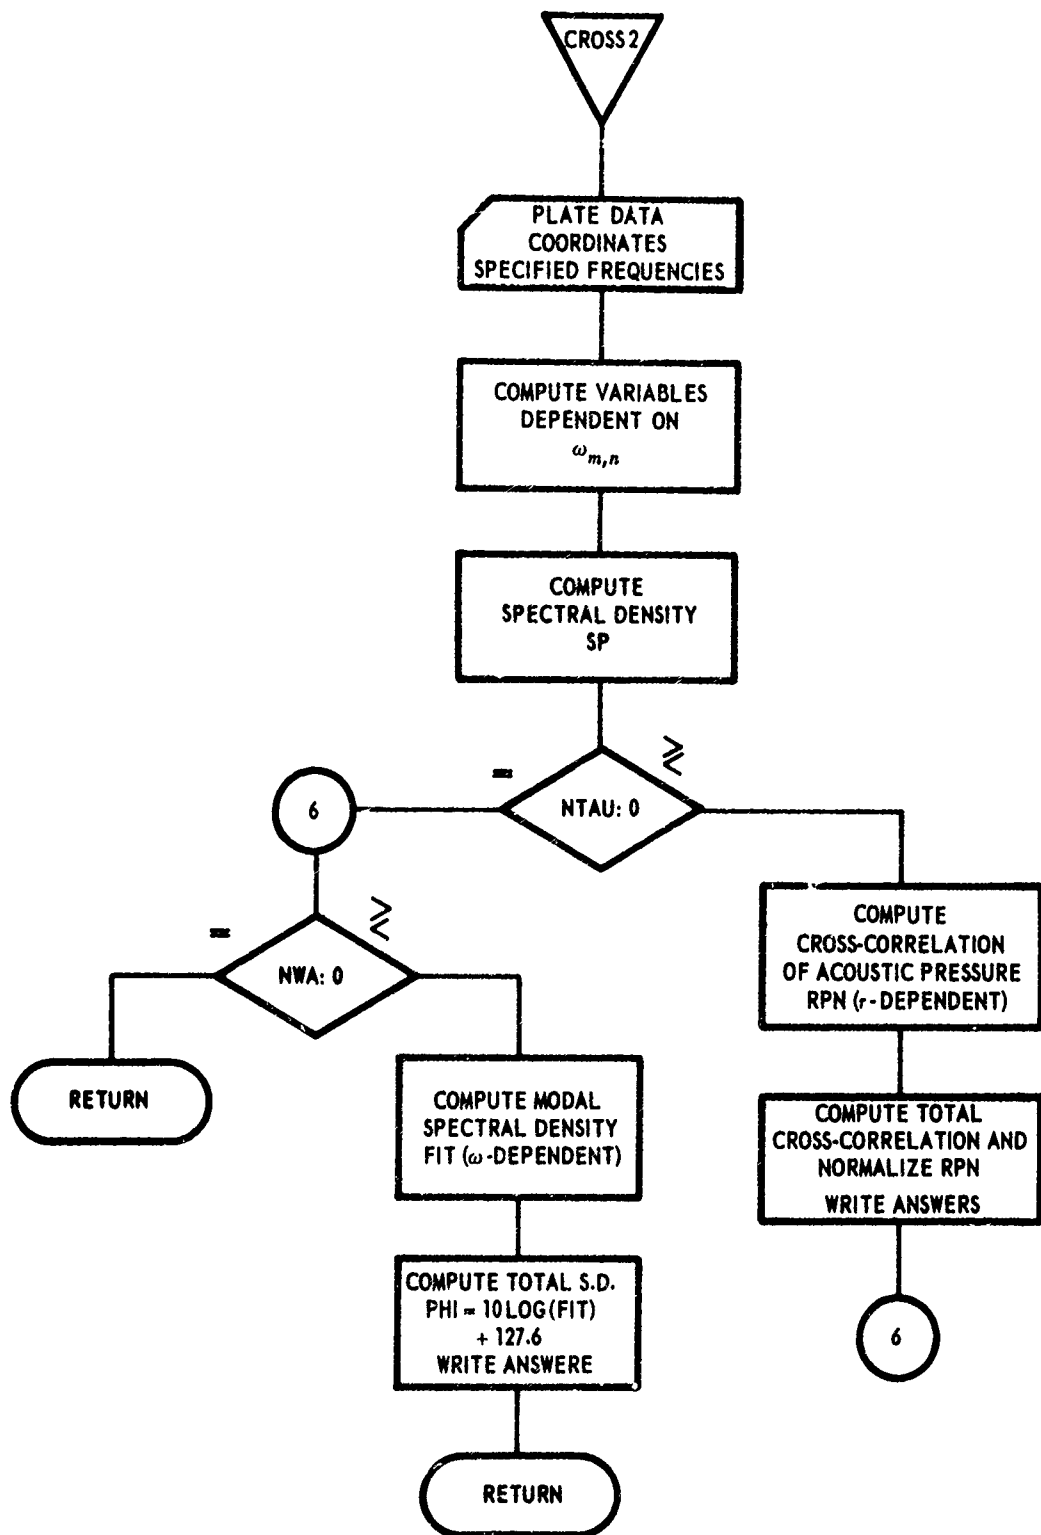 CROSS 2
PLATE DATA
COORDINATES
SPECIFIED FREQUENCIES
COMPUTE VARIABLES
DEPENDENT ON
ω_{m,n}
COMPUTE
SPECTRAL DENSITY
SP
=
≷
NTAU: 0
6
=
≷
NWA: 0
RETURN
COMPUTE
CROSS-CORRELATION
OF ACOUSTIC PRESSURE
RPN (r-DEPENDENT)
COMPUTE MODAL
SPECTRAL DENSITY
FIT (ω-DEPENDENT)
COMPUTE TOTAL
CROSS-CORRELATION AND
NORMALIZE RPN
WRITE ANSWERS
COMPUTE TOTAL S.D.
PHI = 10 LOG(FIT)
+ 127.6
WRITE ANSWERE
6
RETURN